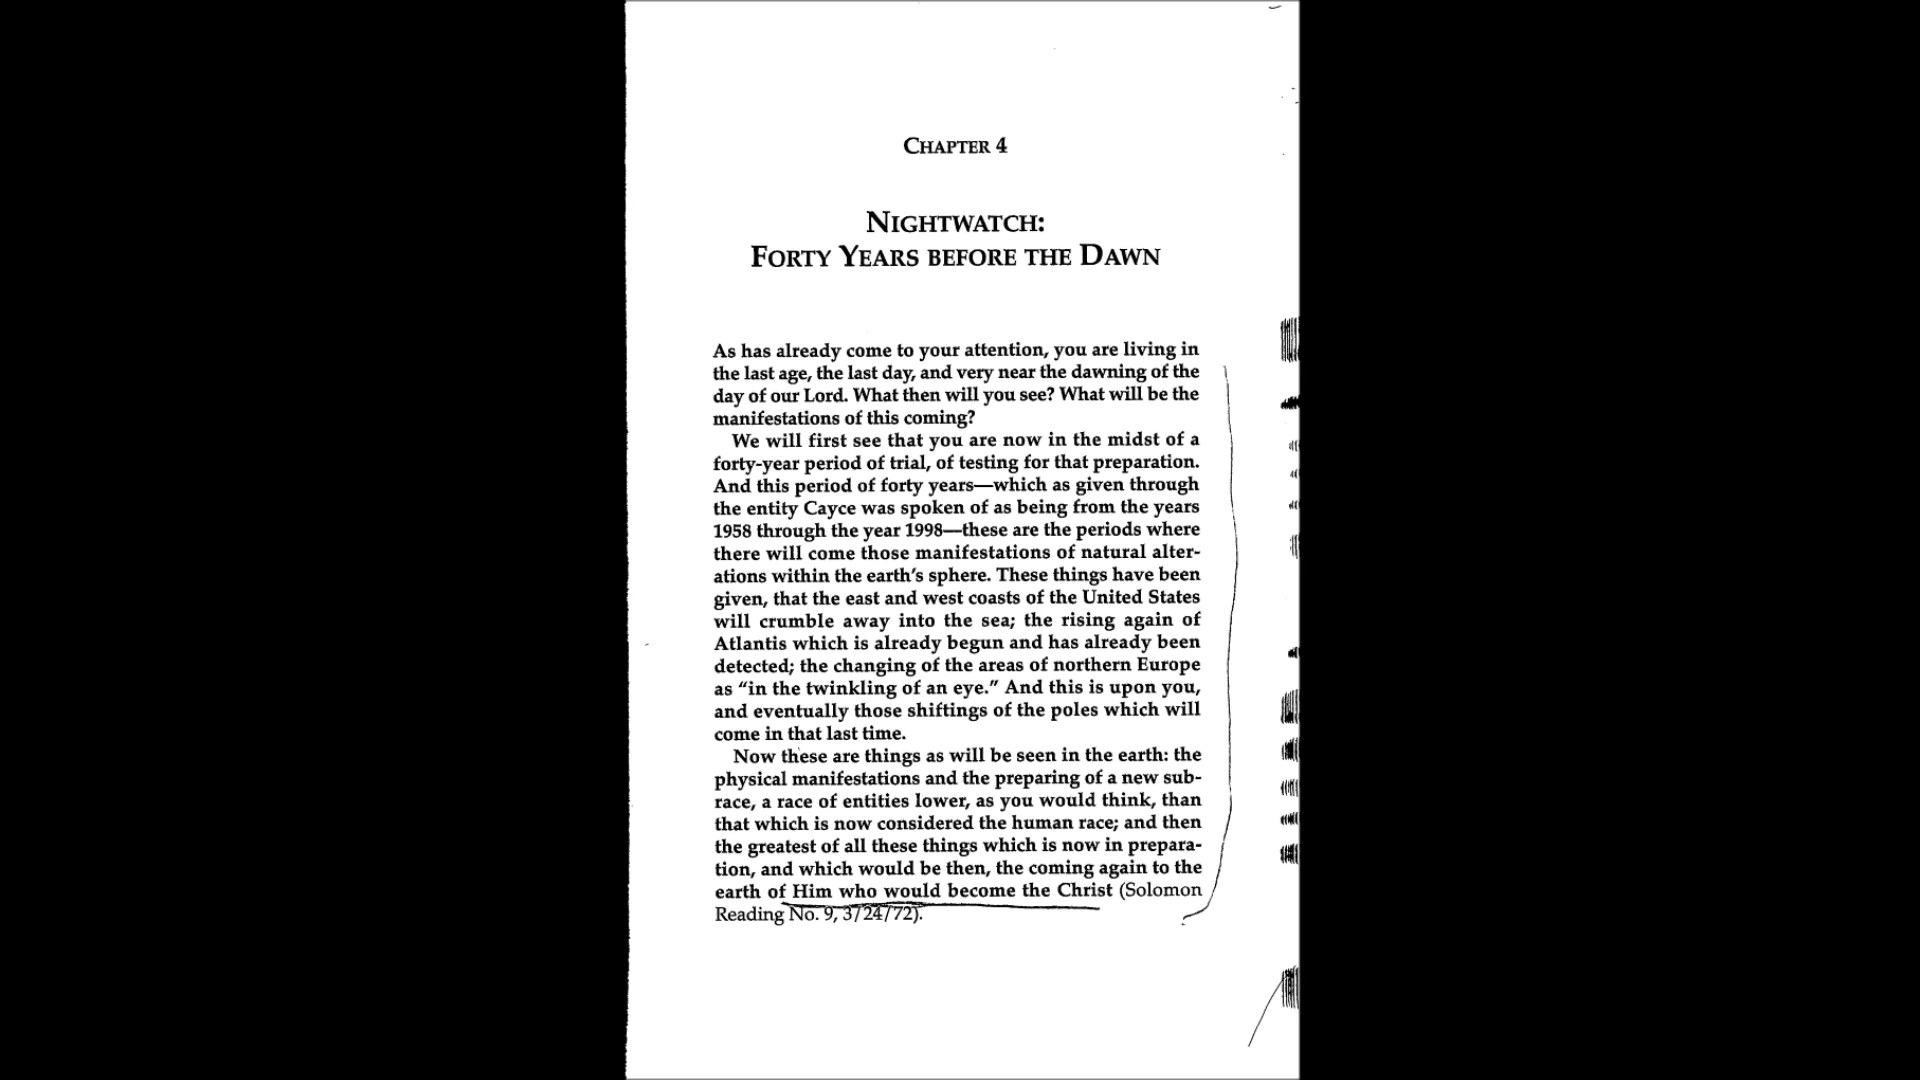 CHAPTER 4
NIGHTWATCH:
FORTY YEARS BEFORE THE DAWN
As has already come to your attention, you are living in
the last age, the last day, and very near the dawning of the
day of our Lord. What then will you see? What will be the
manifestations of this coming?
We will first see that you are now in the midst of a
forty-year period of trial, of testing for that preparation.
And this period of forty years—which as given through
the entity Cayce was spoken of as being from the years
1958 through the year 1998—these are the periods where
there will come those manifestations of natural alter-
ations within the earth's sphere. These things have been
given, that the east and west coasts of the United States
will crumble away into the sea; the rising again of
Atlantis which is already begun and has already been
detected; the changing of the areas of northern Europe
as “in the twinkling of an eye.” And this is upon you,
and eventually those shiftings of the poles which will
come in that last time.
Now these are things as will be seen in the earth: the
physical manifestations and the preparing of a new sub-
race, a race of entities lower, as you would think, than
that which is now considered the human race; and then
the greatest of all these things which is now in prepara-
tion, and which would be then, the coming again to the
earth of Him who would become the Christ (Solomon
Reading No. 9, 3/24/72).